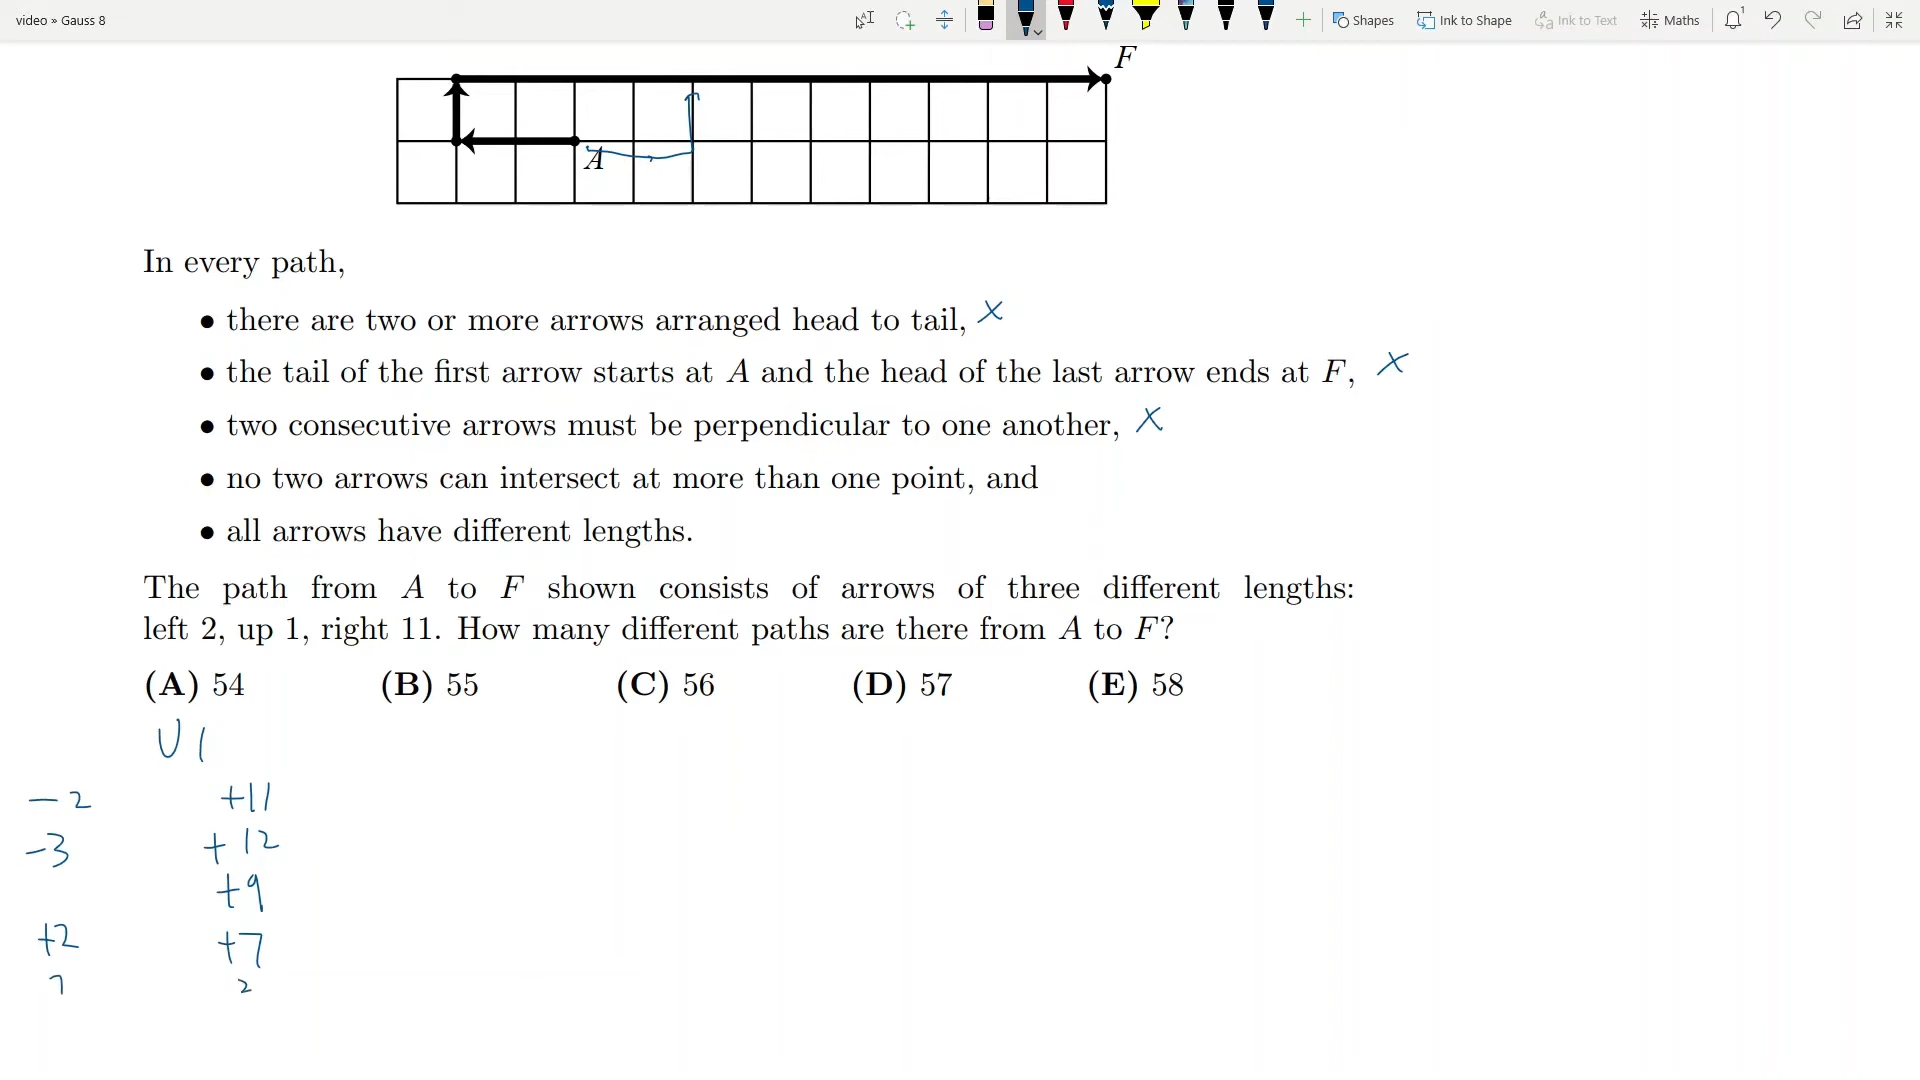 video » Gauss 8
Shapes Ink to Shape Ink to Text Maths 1
F
A
In every path,
• there are two or more arrows arranged head to tail, x
• the tail of the first arrow starts at A and the head of the last arrow ends at F, x
• two consecutive arrows must be perpendicular to one another, x
• no two arrows can intersect at more than one point, and
• all arrows have different lengths.
The path from A to F shown consists of arrows of three different lengths:
left 2, up 1, right 11. How many different paths are there from A to F?
(A) 54 (B) 55 (C) 56 (D) 57 (E) 58
U1
-2 +11
-3 +12
+9
+2 +7
7 2